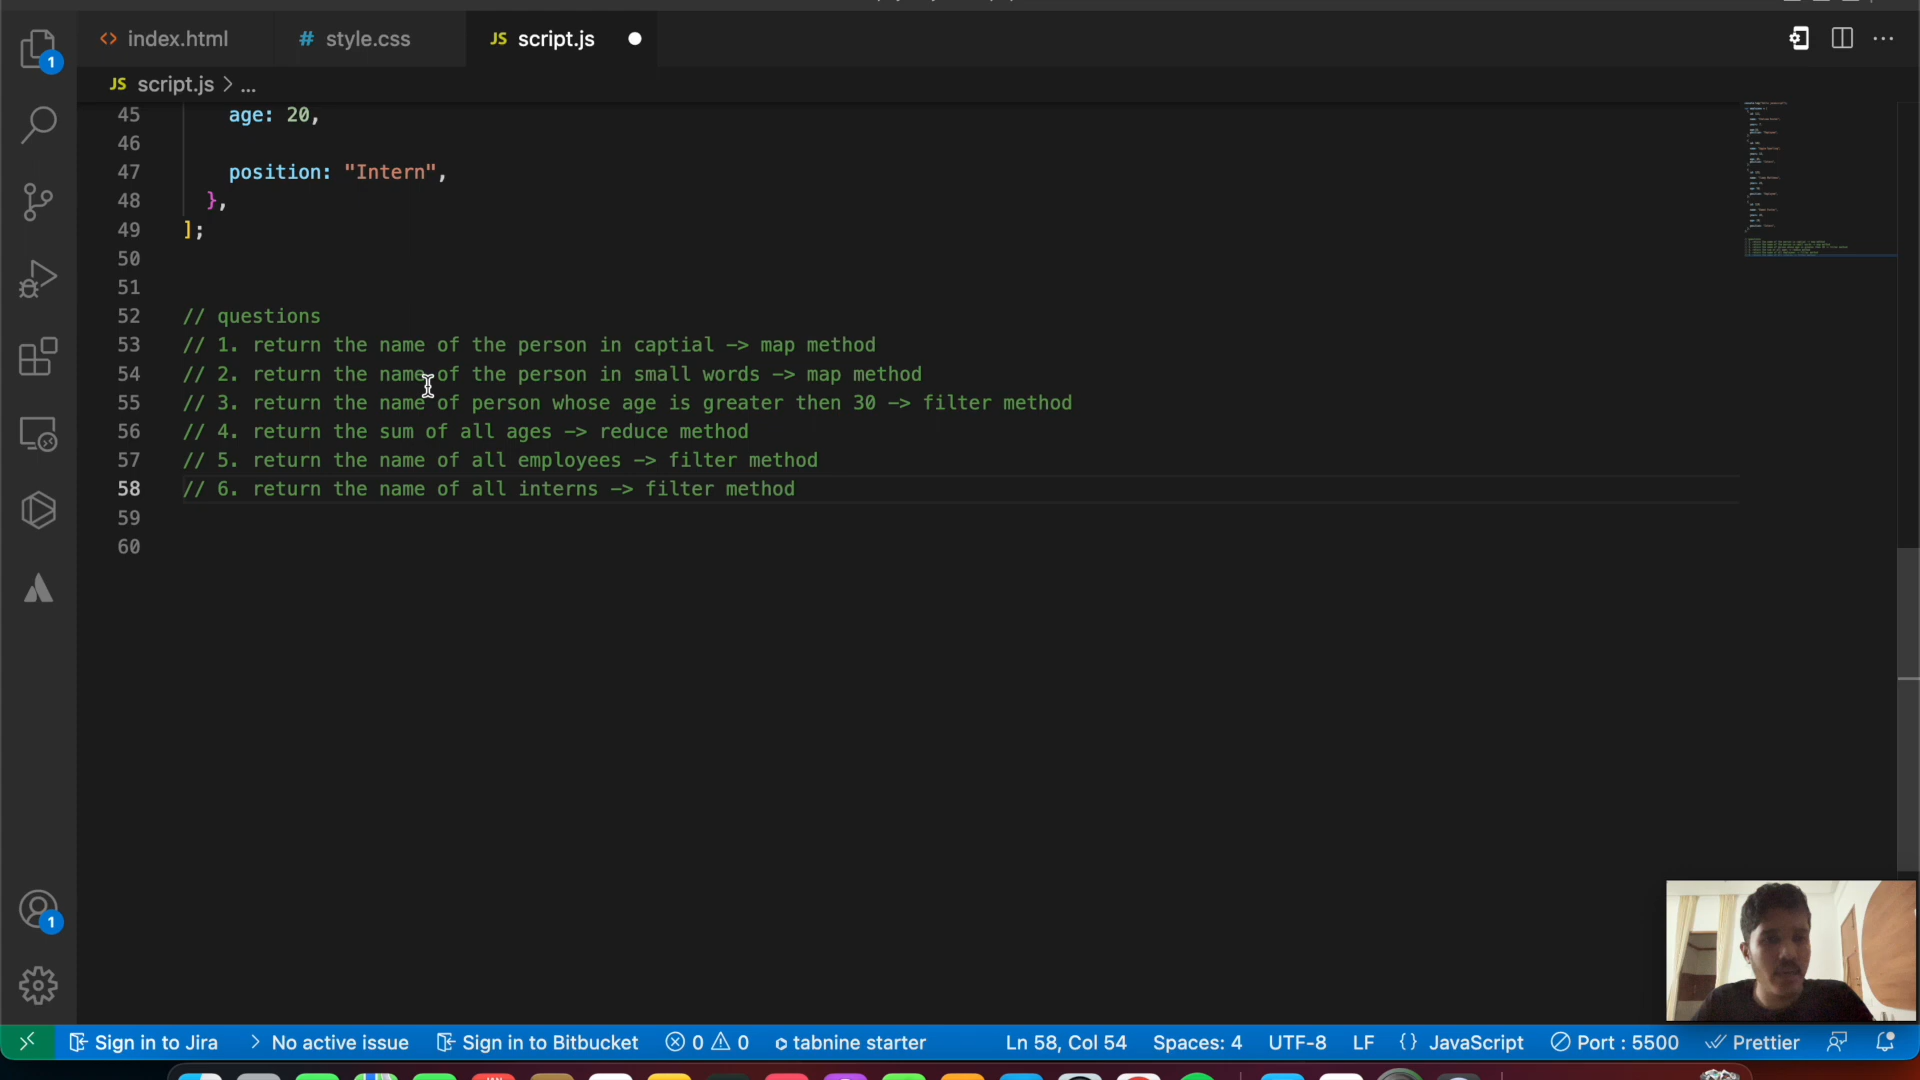 index.html
# style.css
JS script.js
JS script.js > ...
45 age: 20,
46
47 position: "Intern",
48 },
49 ];
50
51
52 // questions
53 // 1. return the name of the person in captial -> map method
54 // 2. return the name of the person in small words -> map method
55 // 3. return the name of person whose age is greater then 30 -> filter method
56 // 4. return the sum of all ages -> reduce method
57 // 5. return the name of all employees -> filter method
58 // 6. return the name of all interns -> filter method
59
60
1
1
Sign in to Jira > No active issue Sign in to Bitbucket 0 0 tabnine starter Ln 58, Col 54 Spaces: 4 UTF-8 LF {} JavaScript Port : 5500 Prettier